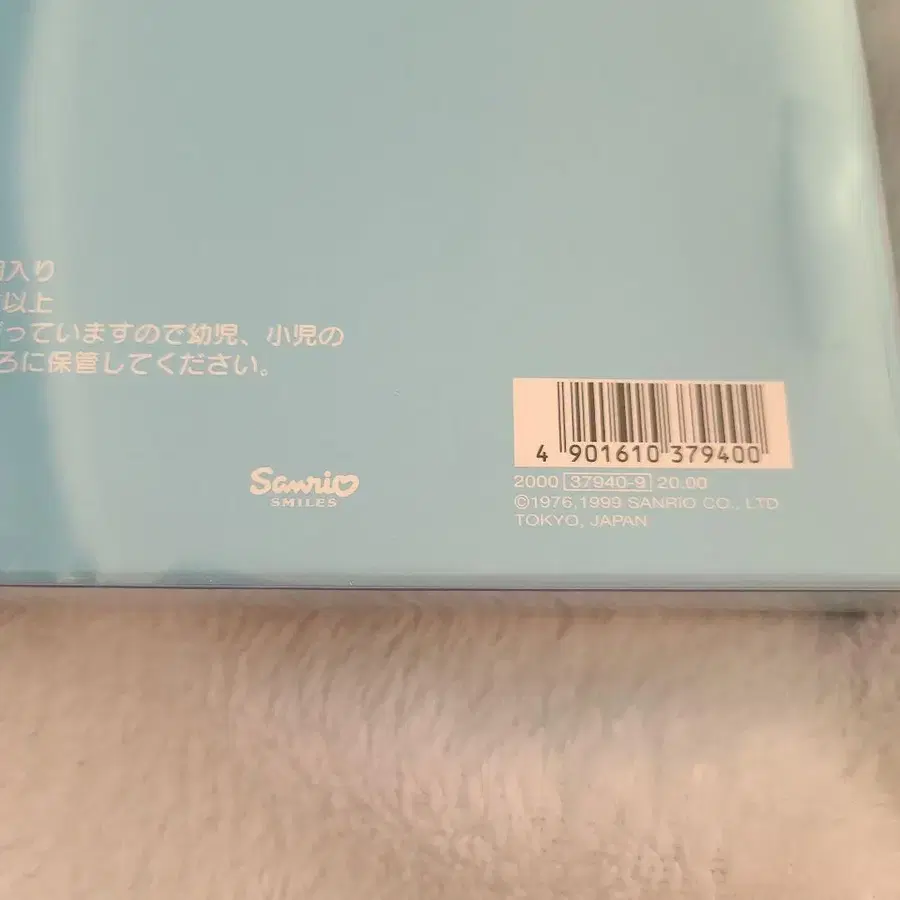 入り
以上
っていますので幼児、小児の
ろに保管してください。
Sanrio
SMILES
4 901610 379400
2000 37940-9 20.00
©1976,1999 SANRIO CO., LTD
TOKYO, JAPAN